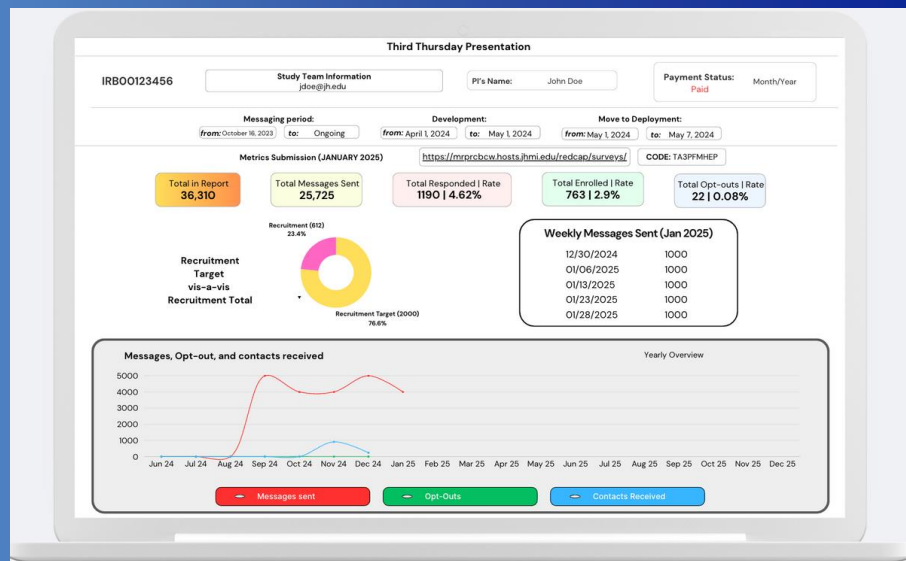 Third Thursday Presentation
IRB00123456
Study Team Information
jdoe@jh.edu
PI's Name: John Doe
Payment Status:
Paid
Month/Year
Messaging period:
from: October 16, 2023 to: Ongoing
Development:
from: April 1, 2024 to: May 1, 2024
Move to Deployment:
from: May 1, 2024 to: May 7, 2024
Metrics Submission (JANUARY 2025)
https://mrprcbcw.hosts.jhmi.edu/redcap/surveys/
CODE: TA3PFMHEP
Total in Report
36,310
Total Messages Sent
25,725
Total Responded | Rate
1190 | 4.62%
Total Enrolled | Rate
763 | 2.9%
Total Opt-outs | Rate
22 | 0.08%
Recruitment
Target
vis-a-vis
Recruitment Total
Recruitment (612)
23.4%
Recruitment Target (2000)
76.6%
Weekly Messages Sent (Jan 2025)
12/30/2024 1000
01/06/2025 1000
01/13/2025 1000
01/23/2025 1000
01/28/2025 1000
Messages, Opt-out, and contacts received
Yearly Overview
5000
4000
3000
2000
1000
0
Jun 24 Jul 24 Aug 24 Sep 24 Oct 24 Nov 24 Dec 24 Jan 25 Feb 25 Mar 25 Apr 25 May 25 Jun 25 Jul 25 Aug 25 Sep 25 Oct 25 Nov 25 Dec 25
Messages sent
Opt-Outs
Contacts Received